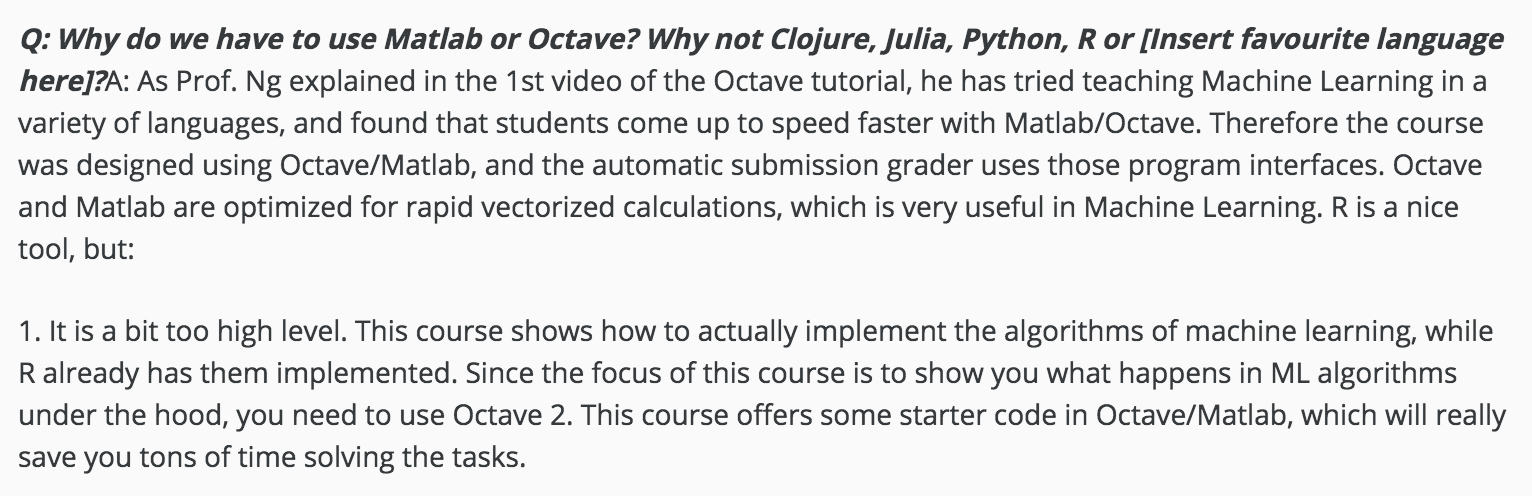 Q: Why do we have to use Matlab or Octave? Why not Clojure, Julia, Python, R or [Insert favourite language
here]?A: As Prof. Ng explained in the 1st video of the Octave tutorial, he has tried teaching Machine Learning in a
variety of languages, and found that students come up to speed faster with Matlab/Octave. Therefore the course
was designed using Octave/Matlab, and the automatic submission grader uses those program interfaces. Octave
and Matlab are optimized for rapid vectorized calculations, which is very useful in Machine Learning. R is a nice
tool, but:
1. It is a bit too high level. This course shows how to actually implement the algorithms of machine learning, while
R already has them implemented. Since the focus of this course is to show you what happens in ML algorithms
under the hood, you need to use Octave 2. This course offers some starter code in Octave/Matlab, which will really
save you tons of time solving the tasks.